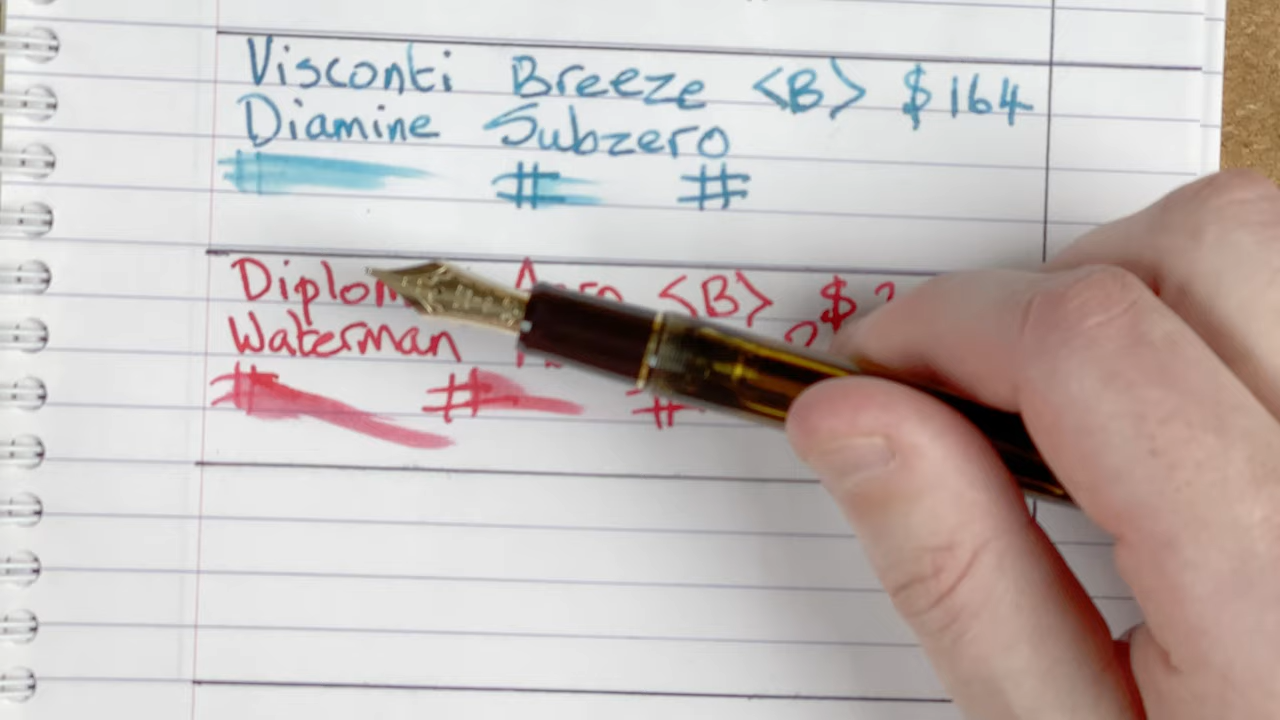 Visconti Breeze <B> $164
Diamine Subzero
# # #
<B> $
Waterman
# # #